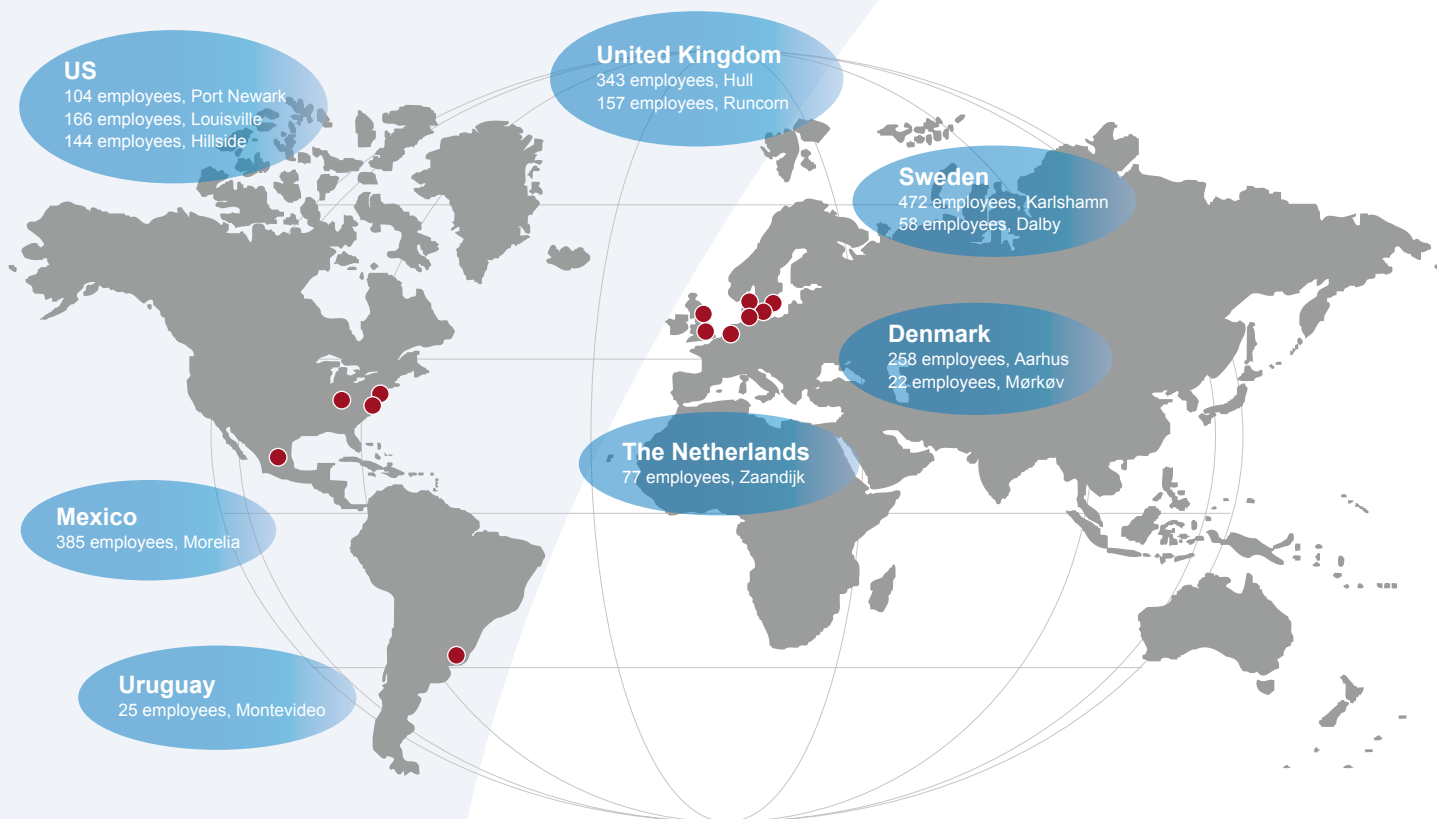 US
104 employees, Port Newark
166 employees, Louisville
144 employees, Hillside
United Kingdom
343 employees, Hull
157 employees, Runcorn
Sweden
472 employees, Karlshamn
58 employees, Dalby
Denmark
258 employees, Aarhus
22 employees, Mørkøv
The Netherlands
77 employees, Zaandijk
Mexico
385 employees, Morelia
Uruguay
25 employees, Montevideo